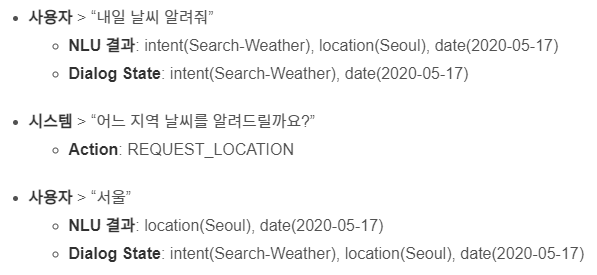 • 사용자 > “내일 날씨 알려줘”
◦ NLU 결과: intent(Search-Weather), location(Seoul), date(2020-05-17)
◦ Dialog State: intent(Search-Weather), date(2020-05-17)
• 시스템 > “어느 지역 날씨를 알려드릴까요?”
◦ Action: REQUEST_LOCATION
• 사용자 > “서울”
◦ NLU 결과: location(Seoul), date(2020-05-17)
◦ Dialog State: intent(Search-Weather), location(Seoul), date(2020-05-17)